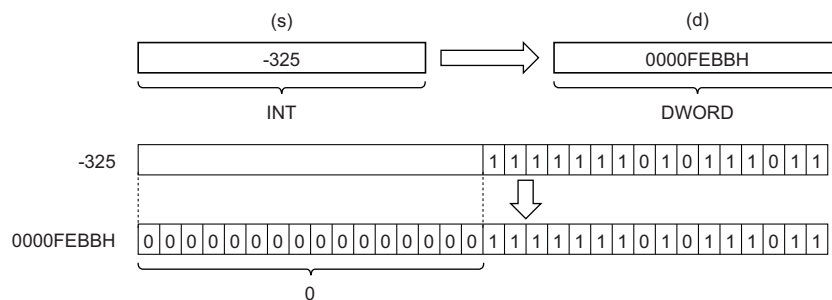 (s) (d)
-325 0000FEBBH
INT DWORD
-325 1 1 1 1 1 1 1 0 1 0 1 1 1 0 1 1
0000FEBBH 0 0 0 0 0 0 0 0 0 0 0 0 0 0 0 0 1 1 1 1 1 1 1 0 1 0 1 1 1 0 1 1
0